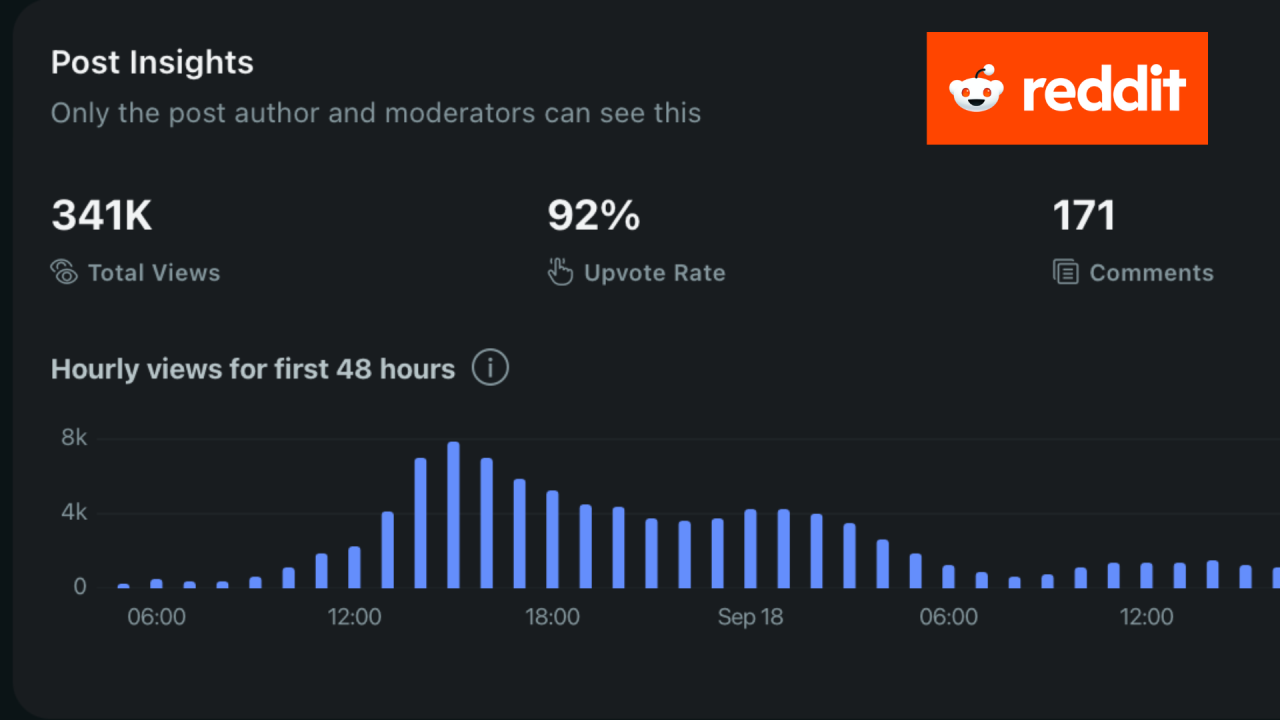 Post Insights
reddit
Only the post author and moderators can see this
341K
92%
171
Total Views
Upvote Rate
Comments
Hourly views for first 48 hours
8k
4k
0
06:00 12:00 18:00 Sep 18 06:00 12:00